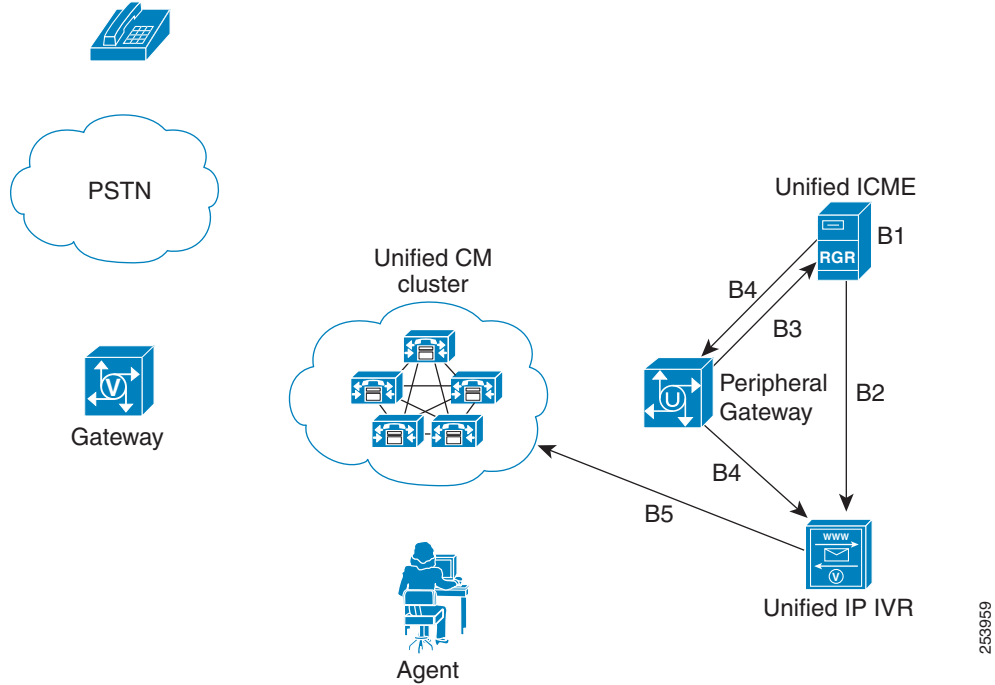 PSTN
Unified ICME
B1
RGR
Unified CM
cluster
B4
B3
V
U
Peripheral
Gateway
B2
Gateway
B4
B5
WWW
V
Unified IP IVR
Agent
253959